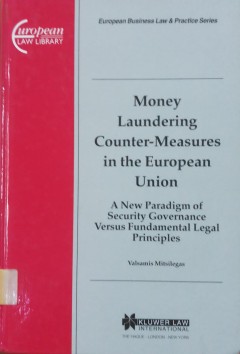 European Business Law & Practice Series
European
LAW LIBRARY
Money
Laundering
Counter-Measures
in the European
Union
A New Paradigm of
Security Governance
Versus Fundamental Legal
Principles
Valsamis Mitsilegas
KLUWER LAW
INTERNATIONAL
THE HAGUE · LONDON · NEW YORK